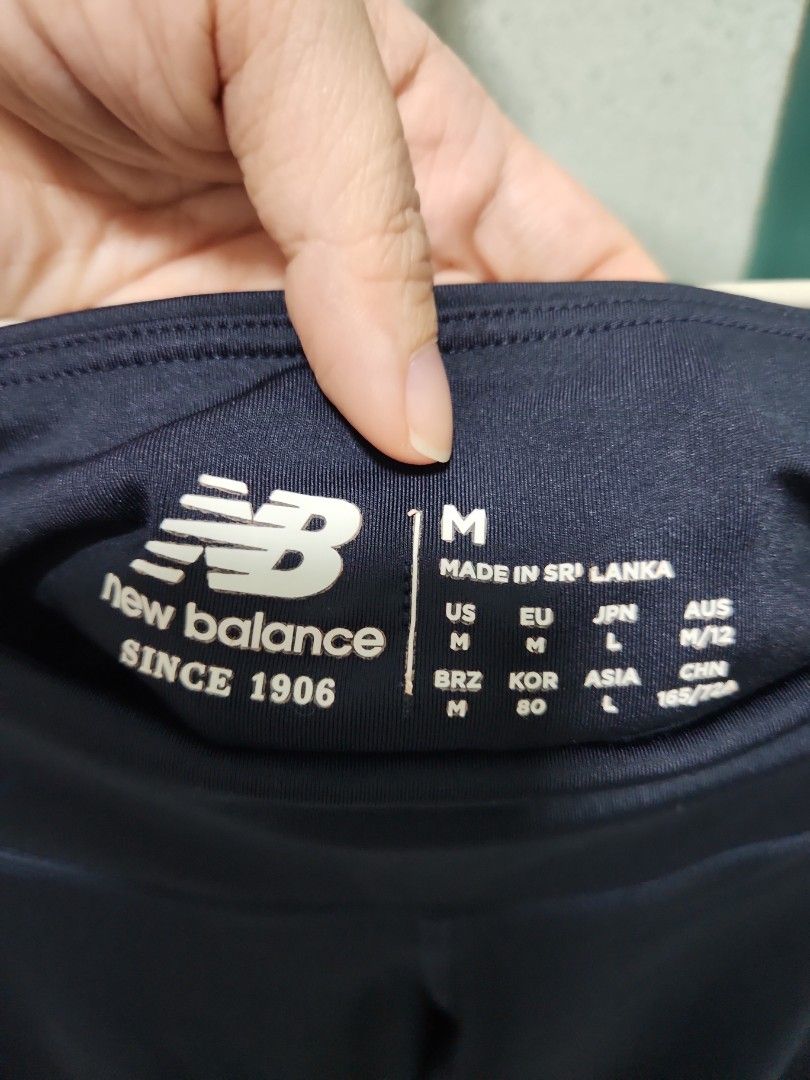 NB
new balance
SINCE 1906
M
MADE IN SRI LANKA
US EU JPN AUS
M M L M/12
BRZ KOR ASIA CHN
M 80 L 165/72A